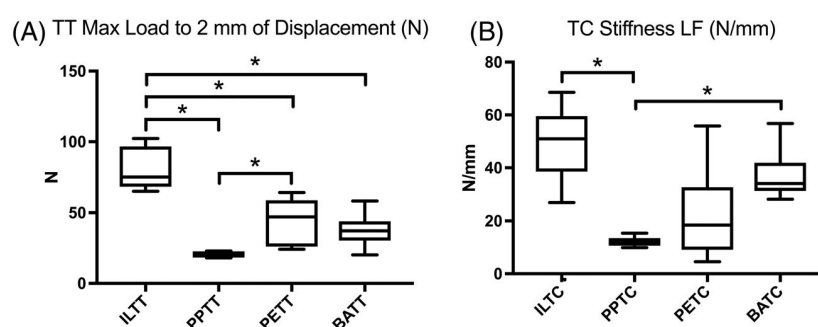 (A) TT Max Load to 2 mm of Displacement (N)
150
100
50
0
N
*
*
*
*
ILTT
PPTT
PETT
BATT
(B) TC Stiffness LF (N/mm)
80
60
40
20
0
N/mm
*
*
ILTC
PPTC
PETC
BATC